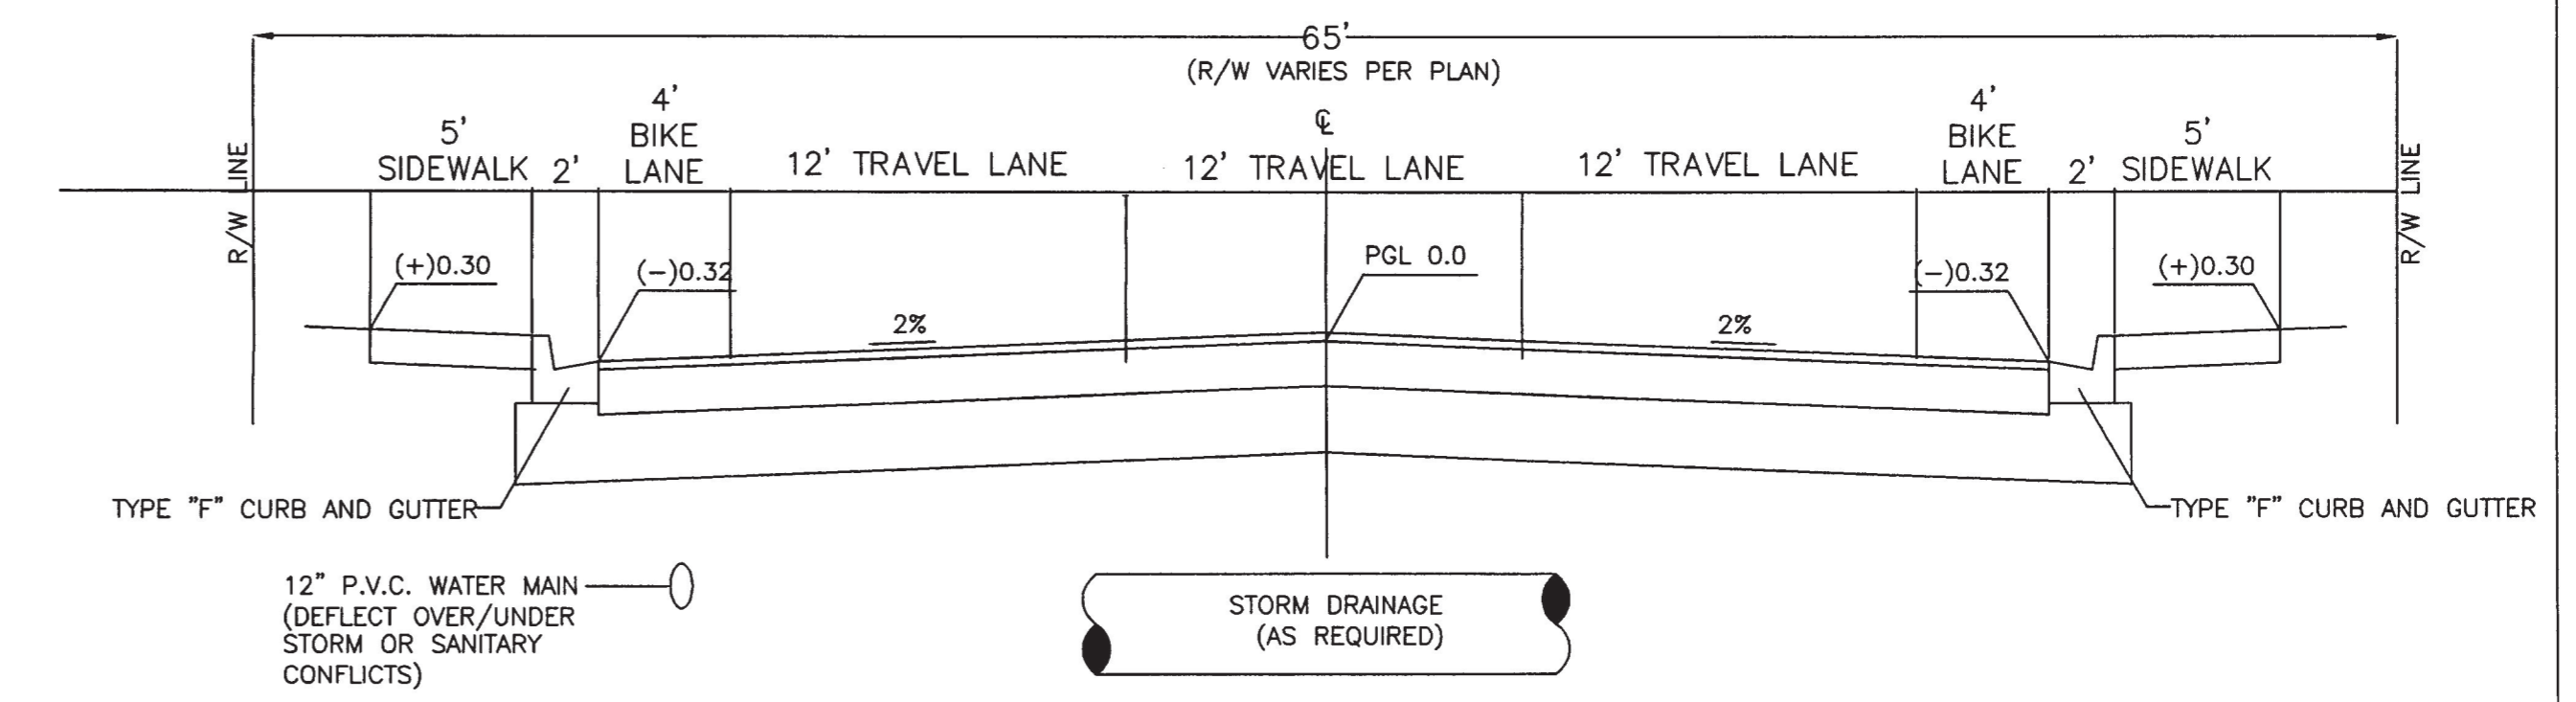 65'
(R/W VARIES PER PLAN)
℄
R/W LINE
5'
SIDEWALK
2'
4'
BIKE
LANE
12' TRAVEL LANE
12' TRAVEL LANE
12' TRAVEL LANE
4'
BIKE
LANE
2'
5'
SIDEWALK
R/W LINE
(+)0.30
(-)0.32
PGL 0.0
(-)0.32
(+)0.30
2%
2%
TYPE "F" CURB AND GUTTER
TYPE "F" CURB AND GUTTER
12" P.V.C. WATER MAIN
(DEFLECT OVER/UNDER
STORM OR SANITARY
CONFLICTS)
STORM DRAINAGE
(AS REQUIRED)